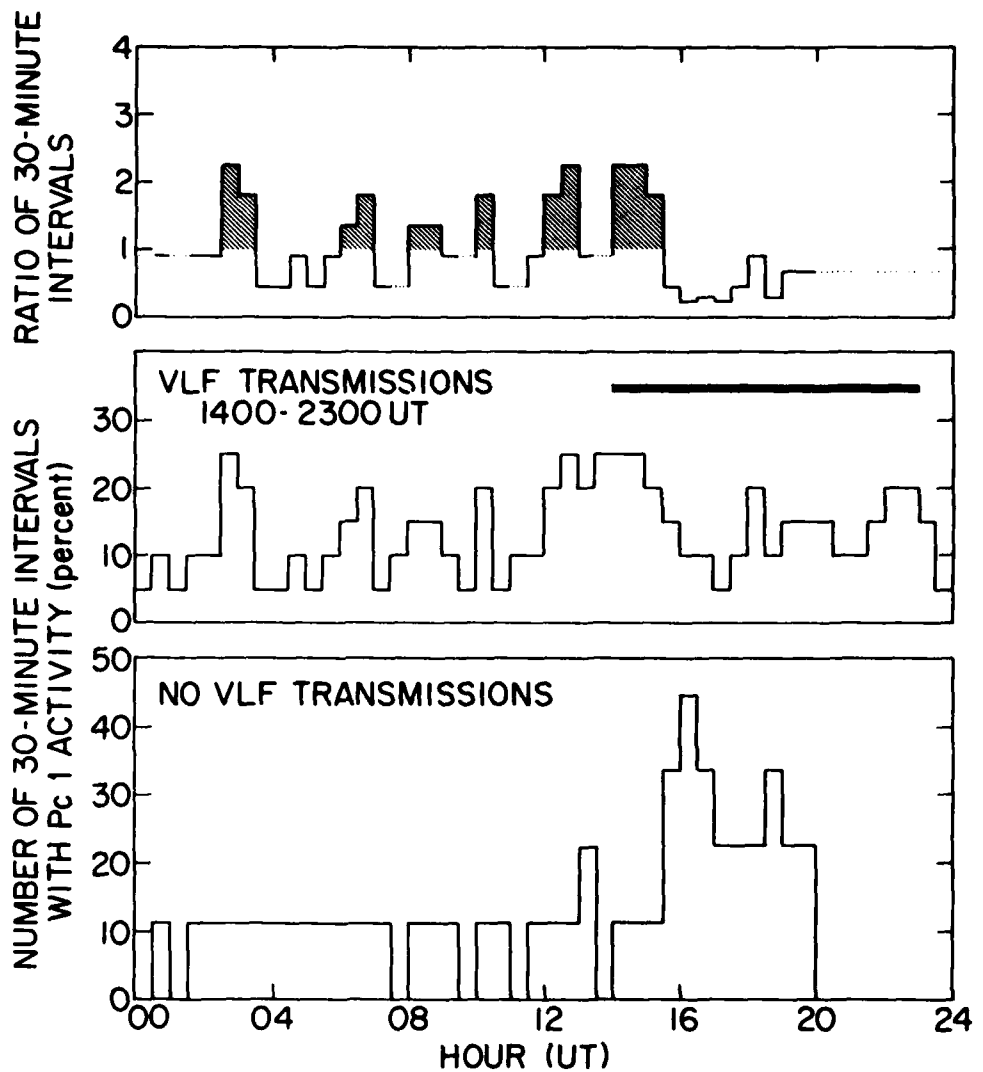 RATIO OF 30-MINUTE
INTERVALS
4
3
2
1
0
NUMBER OF 30-MINUTE INTERVALS
WITH Pc 1 ACTIVITY (percent)
VLF TRANSMISSIONS
1400-2300 UT
30
20
10
0
NO VLF TRANSMISSIONS
50
40
30
20
10
0
00 04 08 12 16 20 24
HOUR (UT)